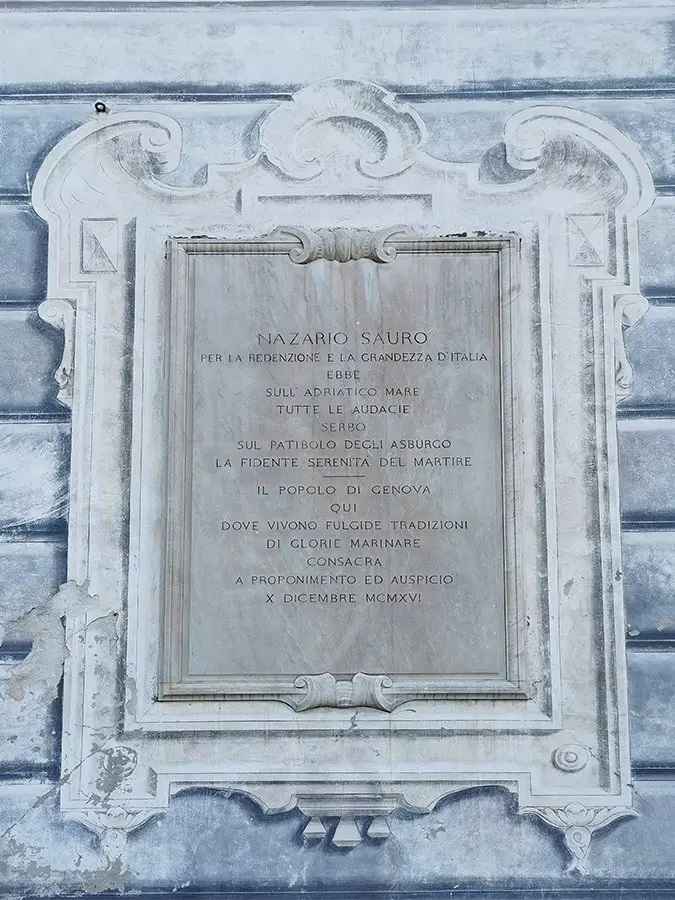 NAZARIO SAURO
PER LA REDENZIONE E LA GRANDEZZA D'ITALIA
EBBE
SULL' ADRIATICO MARE
TUTTE LE AUDACIE
SERBÒ
SUL PATIBOLO DEGLI ASBURGO
LA FIDENTE SERENITÀ DEL MARTIRE
IL POPOLO DI GENOVA
QUI
DOVE VIVONO FULGIDE TRADIZIONI
DI GLORIE MARINARE
CONSACRA
A PROPONIMENTO ED AUSPICIO
X DICEMBRE MCMXVI